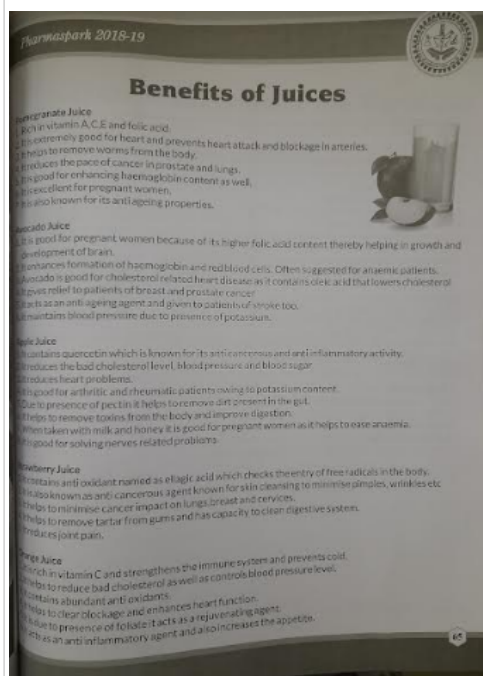 Pharmaspark 2018-19
Benefits of Juices
Pomegranate Juice
1. Rich in vitamin A,C,E and folic acid.
It is extremely good for heart and prevents heart attack and blockage in arteries.
It helps to remove worms from the body.
It reduces the pace of cancer in prostate and lungs.
It is good for enhancing haemoglobin content as well.
It is excellent for pregnant women.
It is also known for its anti ageing properties.
Avocado Juice
It is good for pregnant women because of its higher folic acid content thereby helping in growth and
development of brain.
It enhances formation of haemoglobin and red blood cells. Often suggested for anaemic patients.
Avocado is good for cholesterol related heart disease as it contains oleic acid that lowers cholesterol
It gives relief to patients of breast and prostate cancer
It acts as an anti ageing agent and given to patients of stroke too.
It maintains blood pressure due to presence of potassium.
Apple Juice
It contains quercetin which is known for its anticancerous and anti inflammatory activity.
It reduces the bad cholesterol level, blood pressure and blood sugar
It reduces heart problems.
It is good for arthritic and rheumatic patients owing to potassium content.
Due to presence of pectin it helps to remove dirt present in the gut.
It helps to remove toxins from the body and improve digestion.
When taken with milk and honey it is good for pregnant women as it helps to ease anaemia.
It is good for solving nerves related problems.
Strawberry Juice
It contains anti oxidant named as ellagic acid which checks the entry of free radicals in the body.
It is also known as anti cancerous agent known for skin cleansing to minimise pimples, wrinkles etc
It helps to minimise cancer impact on lungs, breast and cervices.
It helps to remove tartar from gums and has capacity to clean digestive system.
It reduces joint pain.
Orange Juice
It is rich in vitamin C and strengthens the immune system and prevents cold.
It helps to reduce bad cholesterol as well as controls blood pressure level.
It contains abundant anti oxidants.
It helps to clear blockage and enhances heart function.
due to presence of foliate it acts as a rejuvenating agent.
It acts as an anti inflammatory agent and also increases the appetite.
65